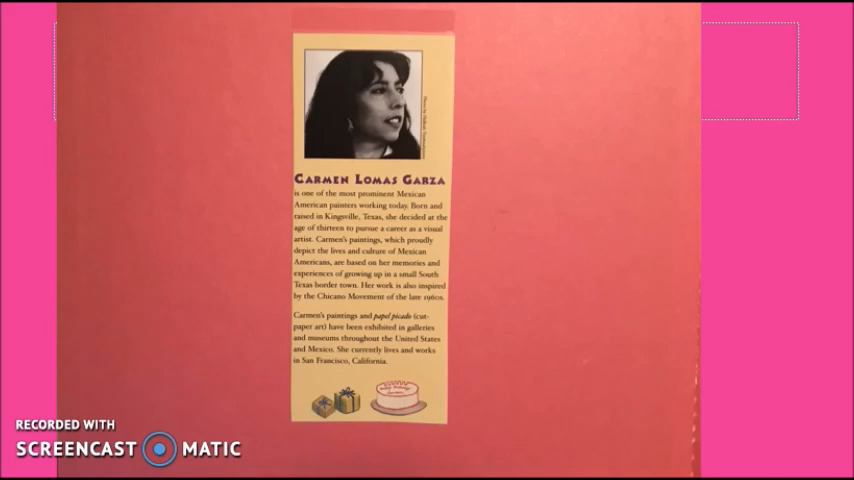 CARMEN LOMAS GARZA
is one of the most prominent Mexican
American painters working today. Born and
raised in Kingsville, Texas, she decided at the
age of thirteen to pursue a career as a visual
artist. Carmen's paintings, which proudly
depict the lives and culture of Mexican
Americans, are based on her memories and
experiences of growing up in a small South
Texas border town. Her work is also inspired
by the Chicano Movement of the late 1960s.
Carmen's paintings and papel picado (cut-
paper art) have been exhibited in galleries
and museums throughout the United States
and Mexico. She currently lives and works
in San Francisco, California.
RECORDED WITH
SCREENCAST MATIC